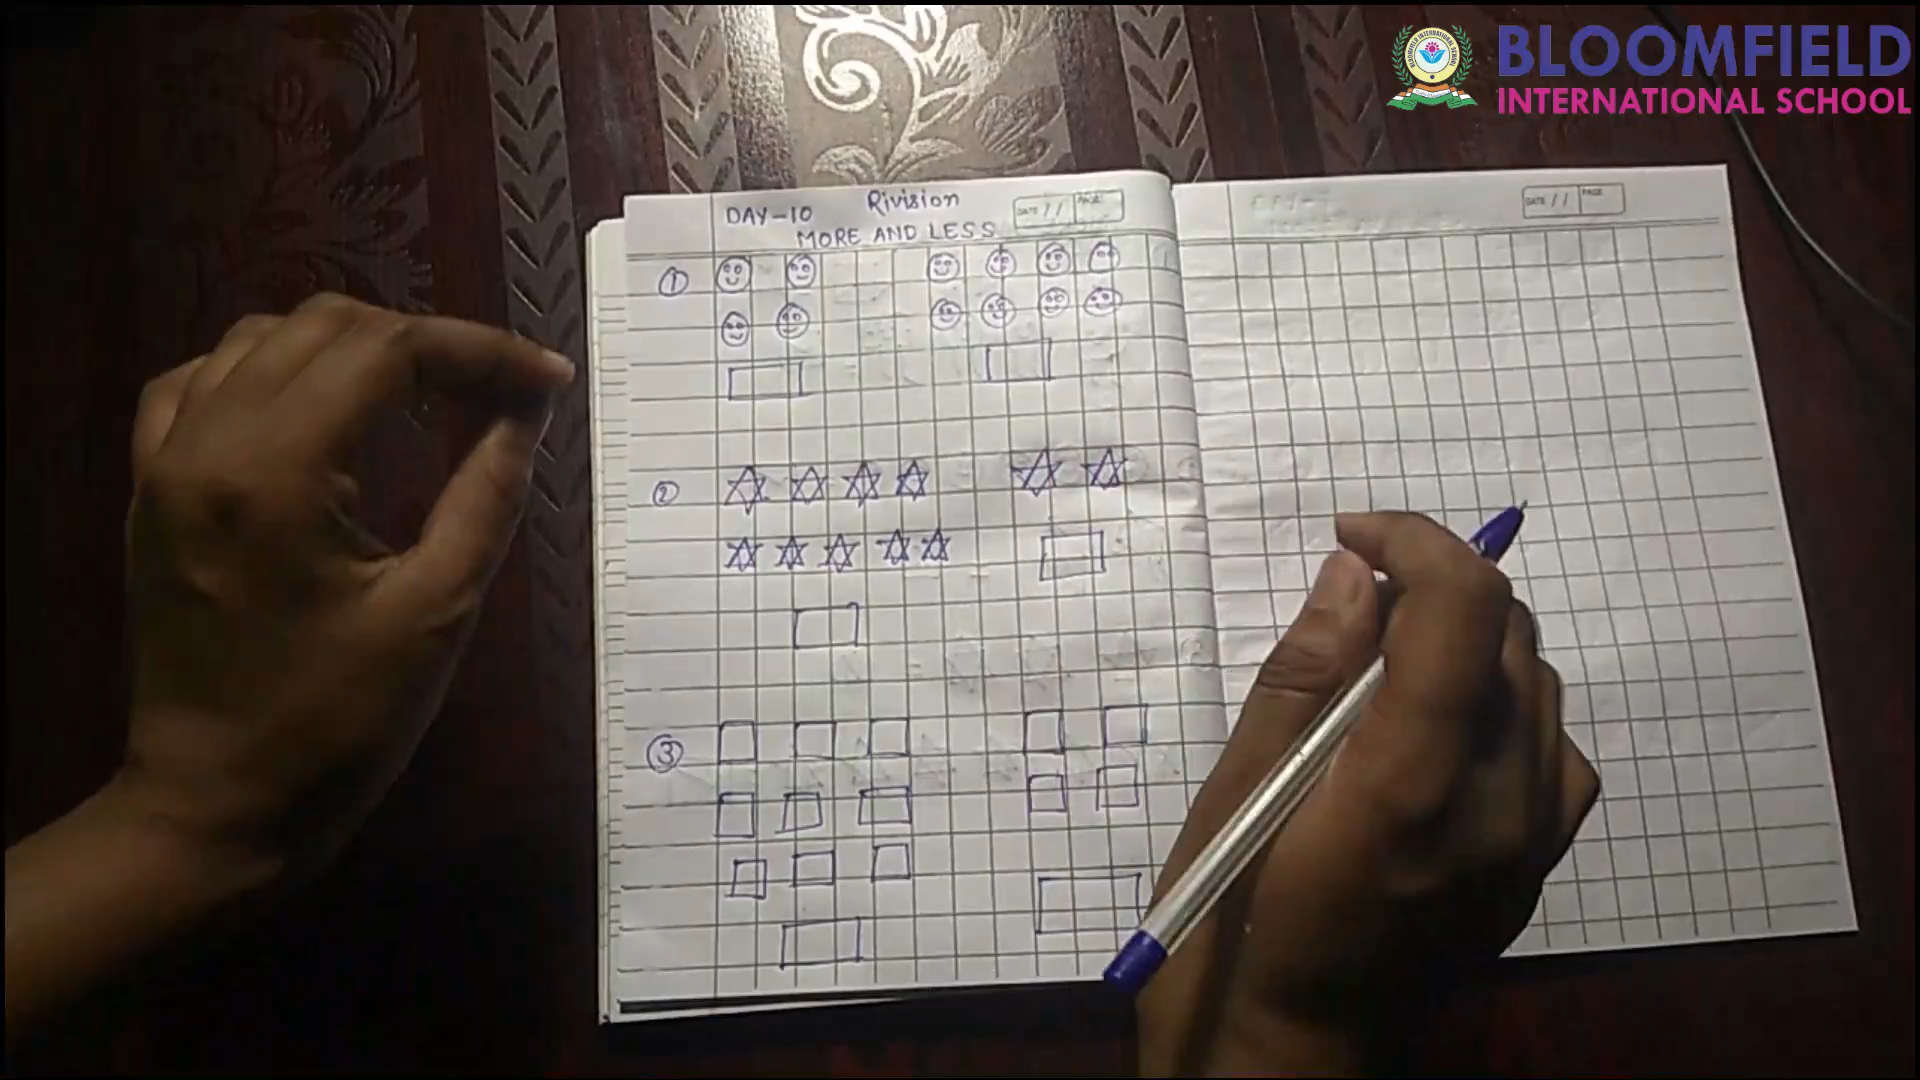 BLOOMFIELD
INTERNATIONAL SCHOOL
DAY-10 Rivision
DATE / / PAGE:
MORE AND LESS
DATE / / PAGE
1
2
3